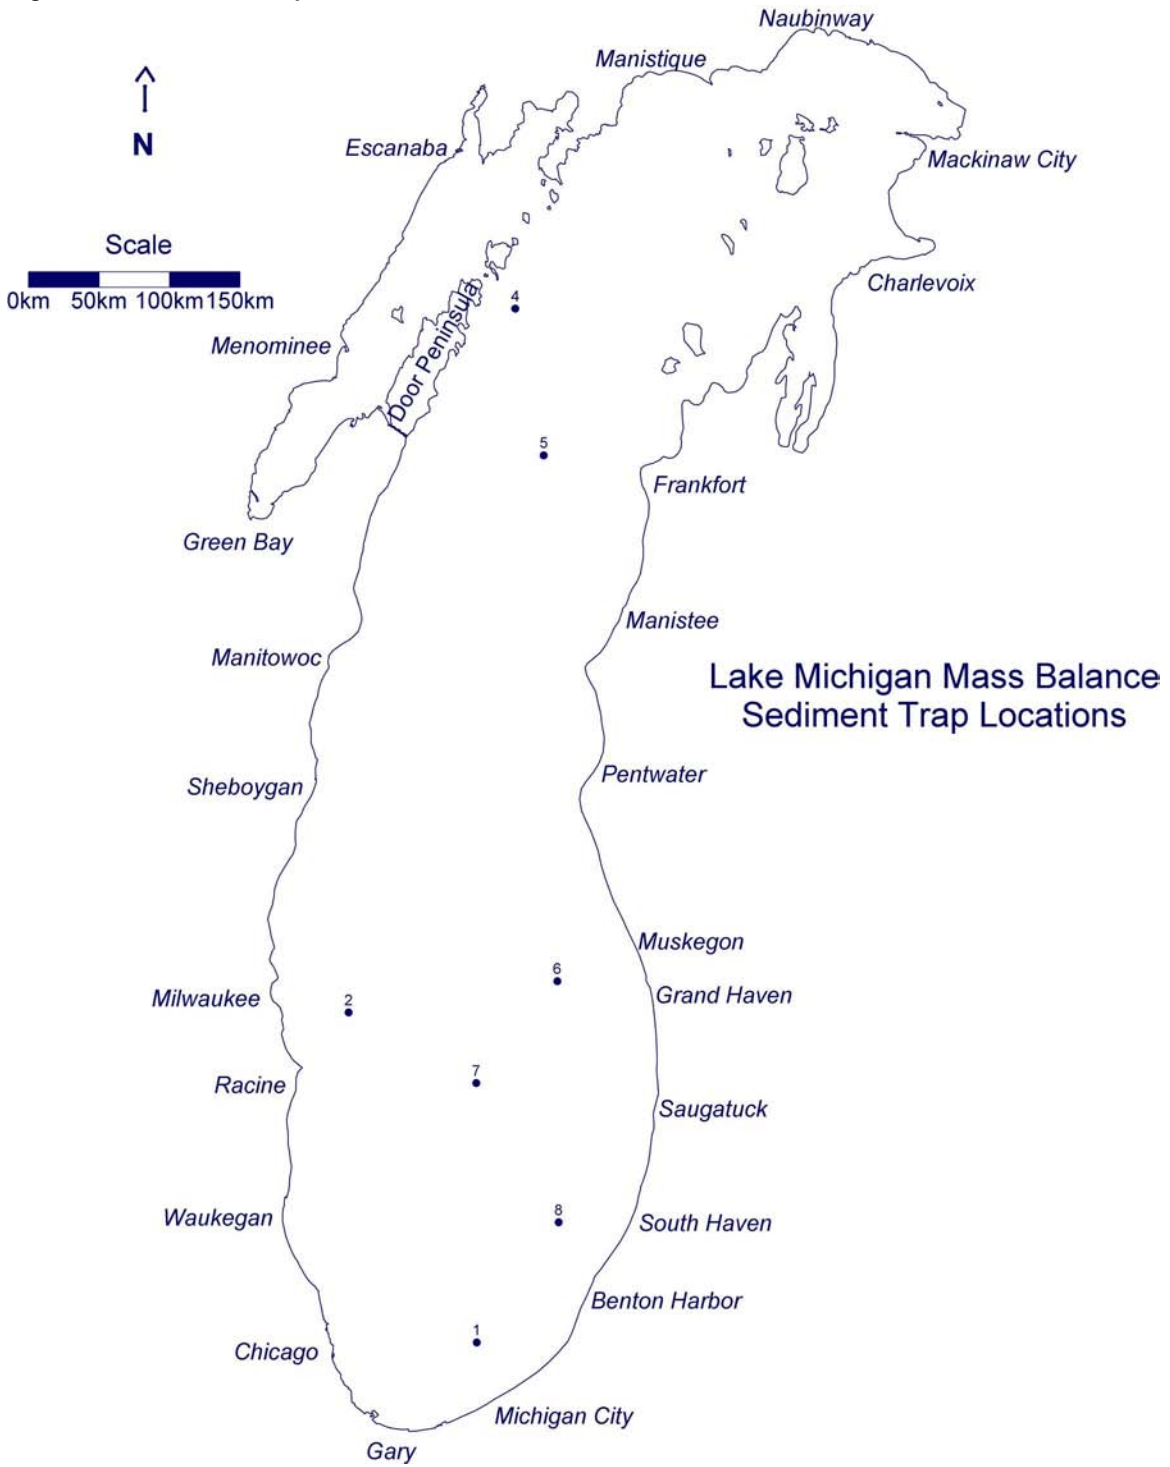 Naubinway
Manistique
N
Escanaba
Mackinaw City
Scale
0km 50km 100km 150km
Charlevoix
4
Door Peninsula
Menominee
5
Frankfort
Green Bay
Manistee
Manitowoc
Lake Michigan Mass Balance
Sediment Trap Locations
Pentwater
Sheboygan
Muskegon
6
Grand Haven
Milwaukee
2
7
Racine
Saugatuck
8
Waukegan
South Haven
Benton Harbor
1
Chicago
Michigan City
Gary